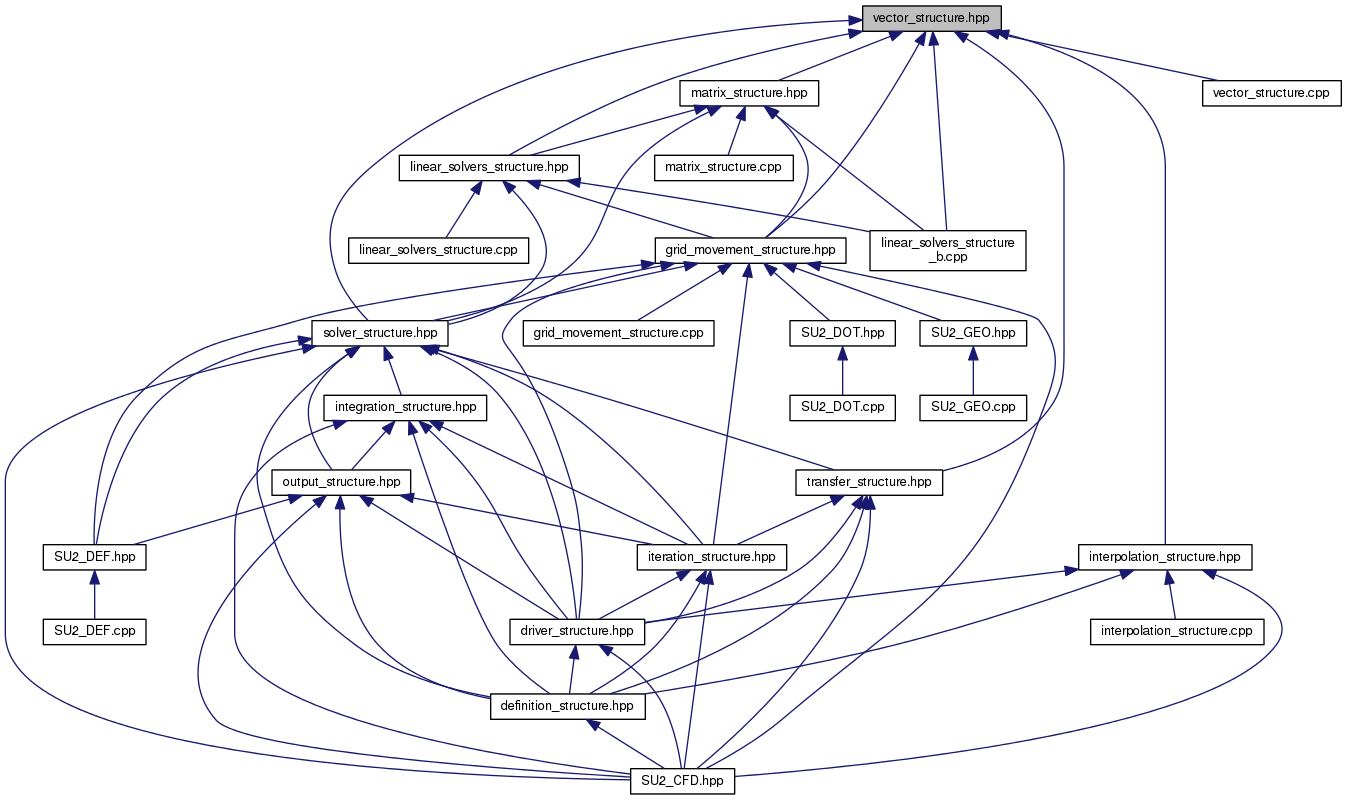 vector_structure.hpp
matrix_structure.hpp
vector_structure.cpp
linear_solvers_structure.hpp
matrix_structure.cpp
linear_solvers_structure.cpp
grid_movement_structure.hpp
linear_solvers_structure
_b.cpp
solver_structure.hpp
grid_movement_structure.cpp
SU2_DOT.hpp
SU2_GEO.hpp
integration_structure.hpp
SU2_DOT.cpp
SU2_GEO.cpp
output_structure.hpp
transfer_structure.hpp
SU2_DEF.hpp
iteration_structure.hpp
interpolation_structure.hpp
SU2_DEF.cpp
driver_structure.hpp
interpolation_structure.cpp
definition_structure.hpp
SU2_CFD.hpp